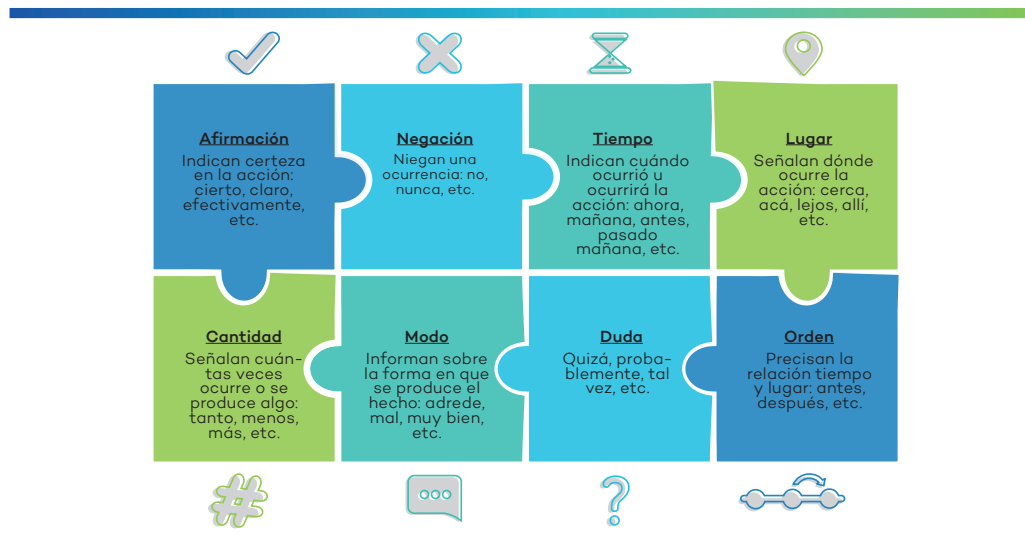 Afirmación
Indican certeza
en la acción:
cierto, claro,
efectivamente,
etc.
Negación
Niegan una
ocurrencia: no,
nunca, etc.
Tiempo
Indican cuándo
ocurrió u
ocurrirá la
acción: ahora,
mañana, antes,
pasado
mañana, etc.
Lugar
Señalan dónde
ocurre la
acción: cerca,
acá, lejos, allí,
etc.
Cantidad
Señalan cuán-
tas veces
ocurre o se
produce algo:
tanto, menos,
más, etc.
Modo
Informan sobre
la forma en que
se produce el
hecho: adrede,
mal, muy bien,
etc.
Duda
Quizá, proba-
blemente, tal
vez, etc.
Orden
Precisan la
relación tiempo
y lugar: antes,
después, etc.